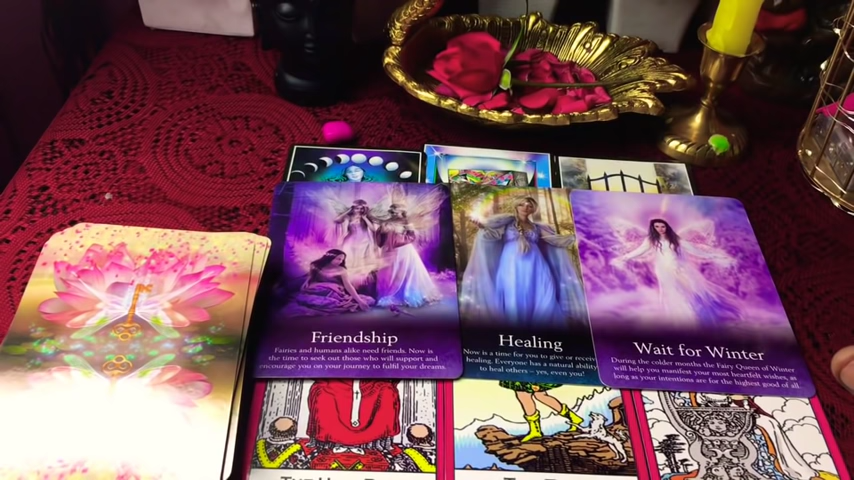 Friendship
Fairies and humans alike need friends. Now is
the time to seek out those who will support and
encourage you on your journey to fulfil your dreams.
Healing
Now is a time for you to give or receive
healing. Everyone has a natural ability
to heal others – yes, even you!
Wait for Winter
During the colder months the Fairy Queen of Winter
will help you manifest your most heartfelt wishes, as
long as your intentions are for the highest good of all.